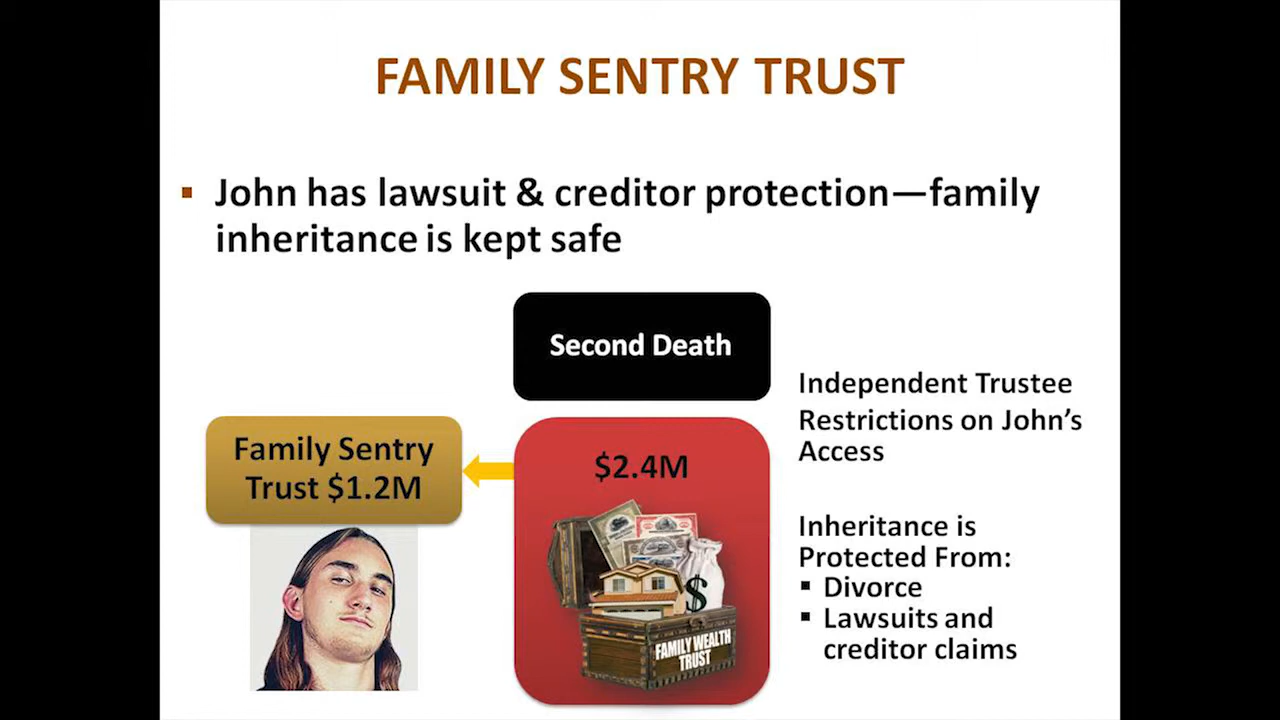 FAMILY SENTRY TRUST
▪ John has lawsuit & creditor protection—family
inheritance is kept safe
Second Death
Family Sentry
Trust $1.2M
$2.4M
$
FAMILY WEALTH
TRUST
Independent Trustee
Restrictions on John's
Access
Inheritance is
Protected From:
▪ Divorce
▪ Lawsuits and
creditor claims